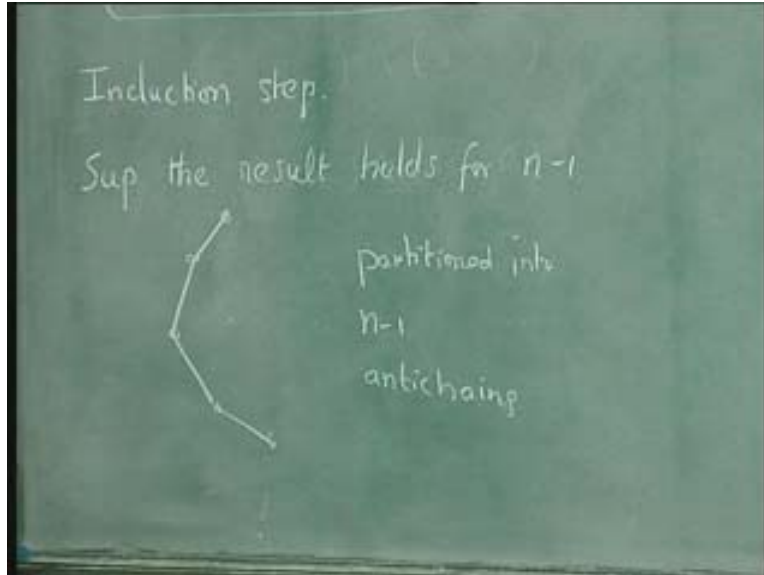 Induction step.
Sup the result holds for n-1
partitioned into
n-1
antichains